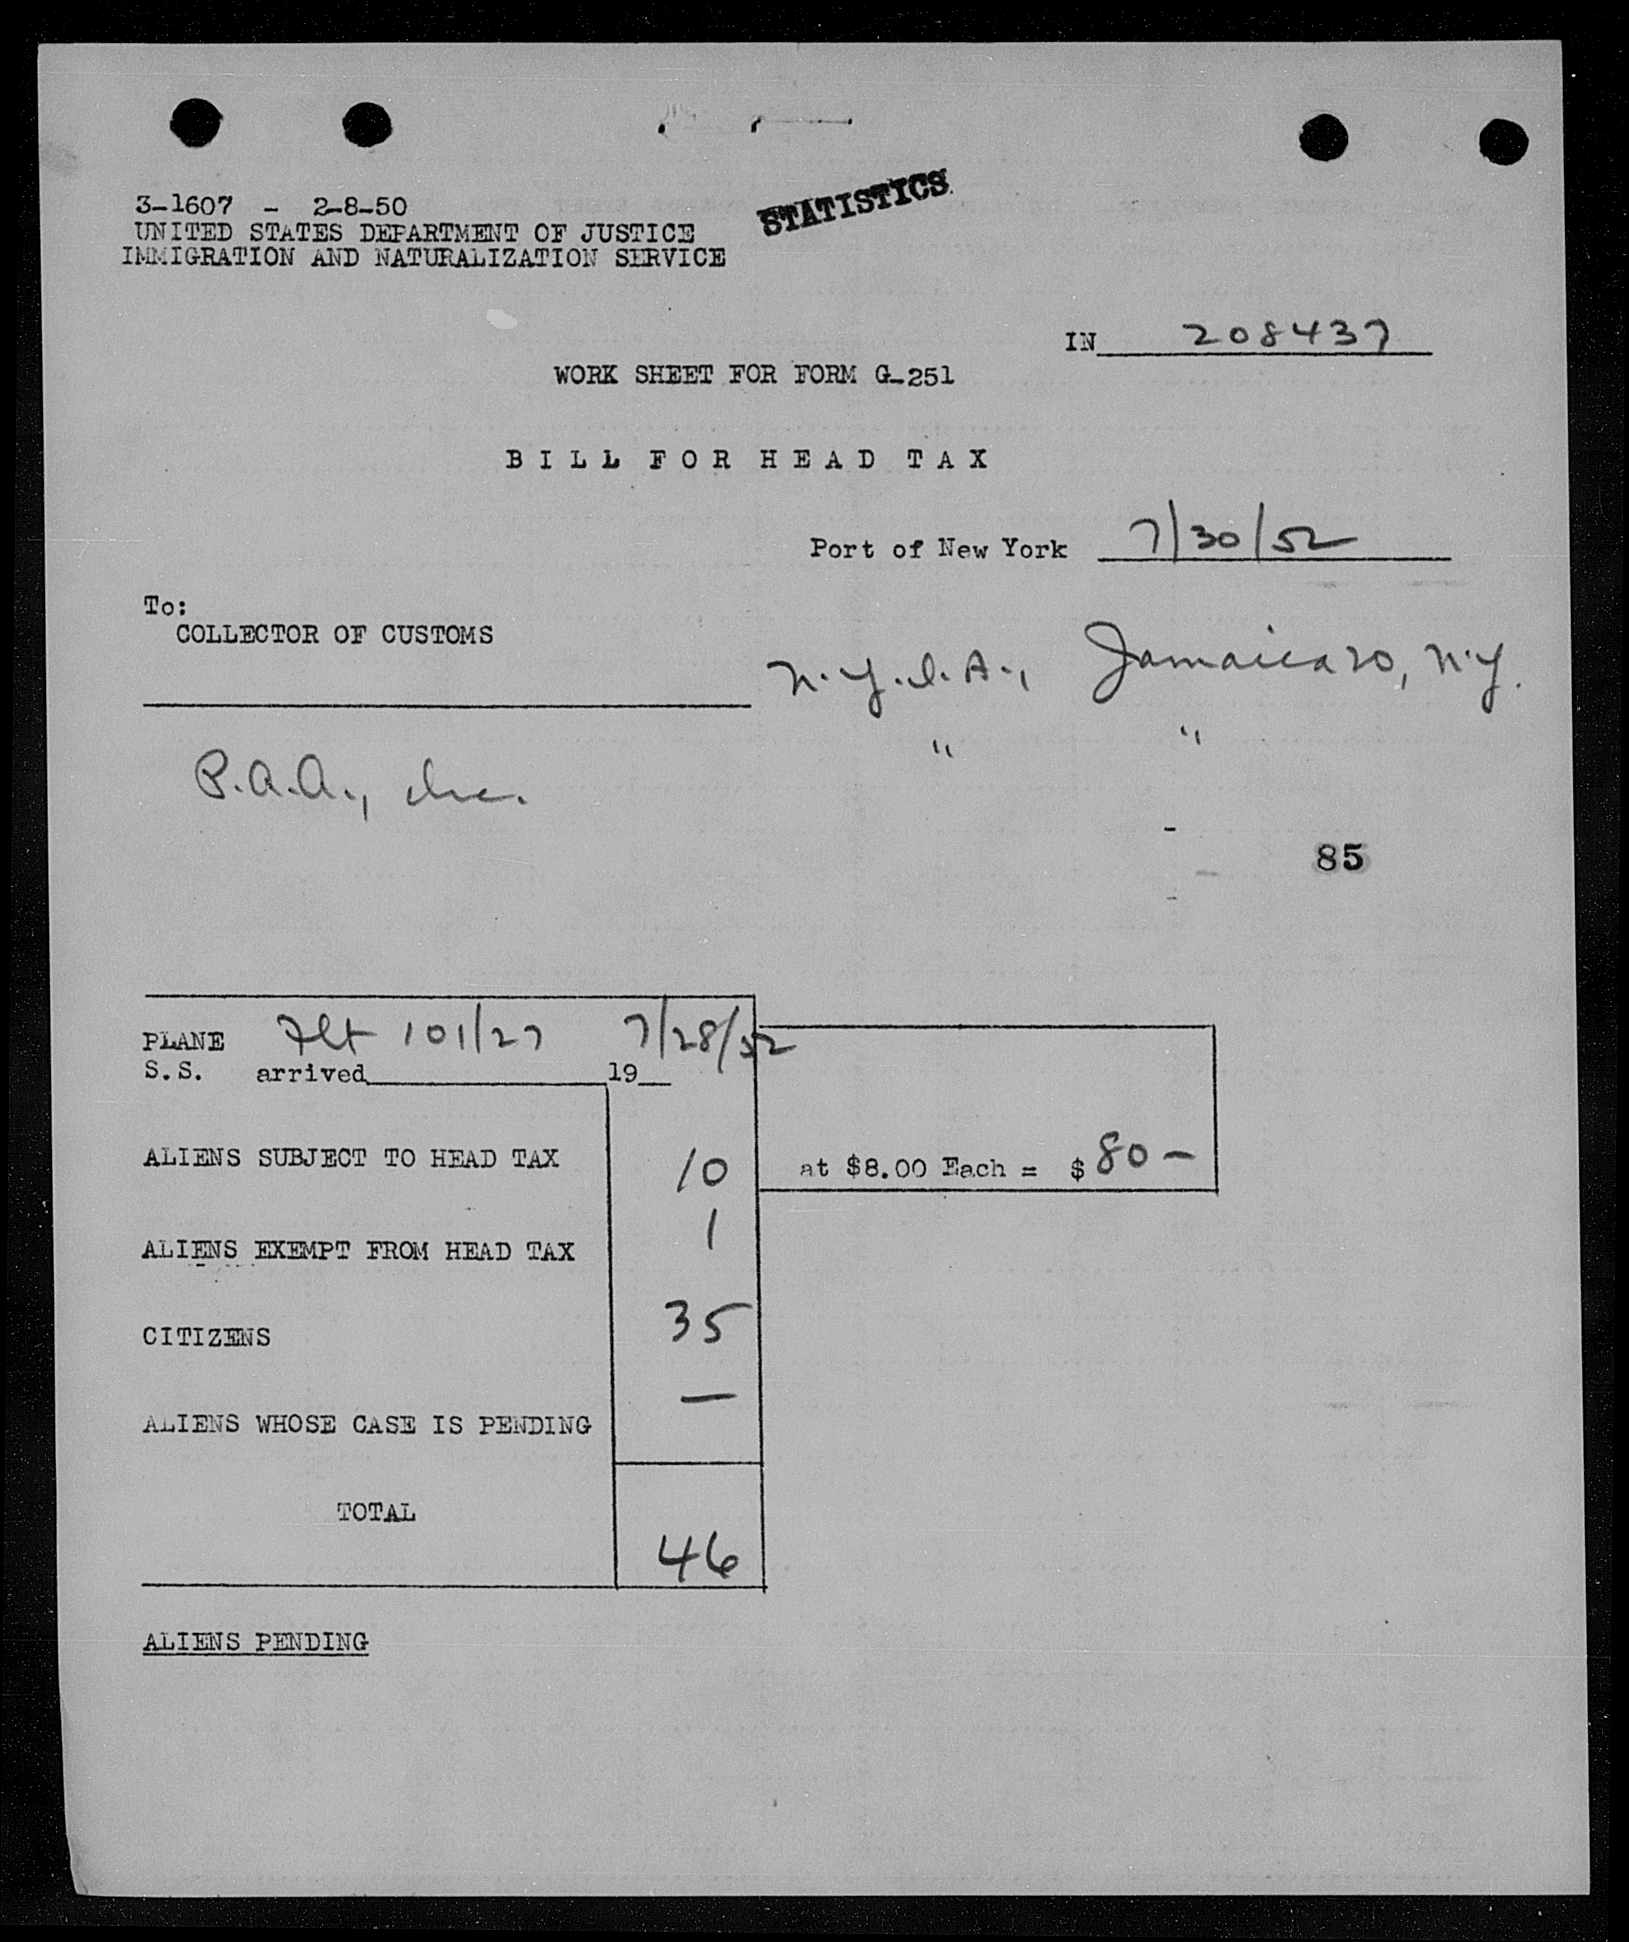 3-1607 - 2-8-50
UNITED STATES DEPARTMENT OF JUSTICE
IMMIGRATION AND NATURALIZATION SERVICE
STATISTICS
IN 208437
WORK SHEET FOR FORM G-251
BILL FOR HEAD TAX
Port of New York 7/30/52
To:
COLLECTOR OF CUSTOMS
N.Y.I.A., Jamaica 20, N.Y.
" "
P.A.A., Inc.
85
PLANE Flt 101/27 7/28/52
S.S. arrived 19
ALIENS SUBJECT TO HEAD TAX 10 at $8.00 Each = $ 80 —
ALIENS EXEMPT FROM HEAD TAX 1
CITIZENS 35
ALIENS WHOSE CASE IS PENDING —
TOTAL 46
ALIENS PENDING